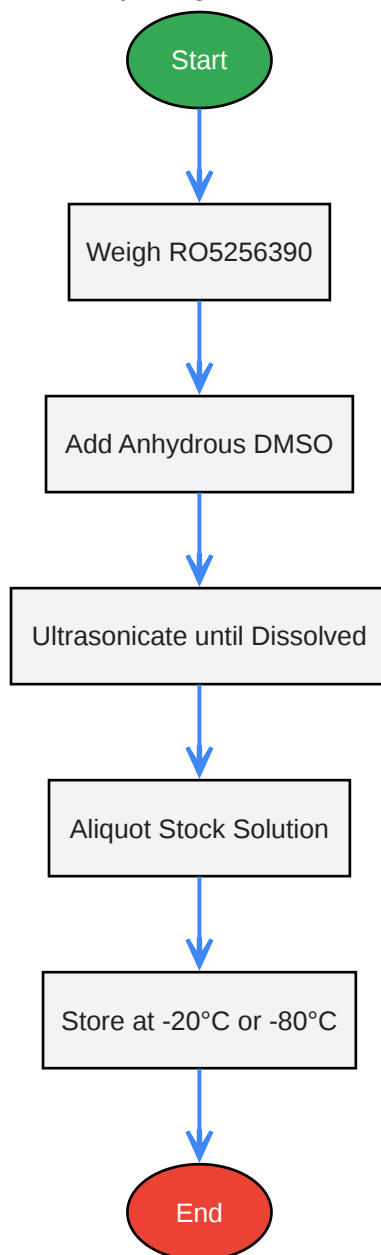 Start
Weigh RO5256390
Add Anhydrous DMSO
Ultrasonicate until Dissolved
Aliquot Stock Solution
Store at -20°C or -80°C
End